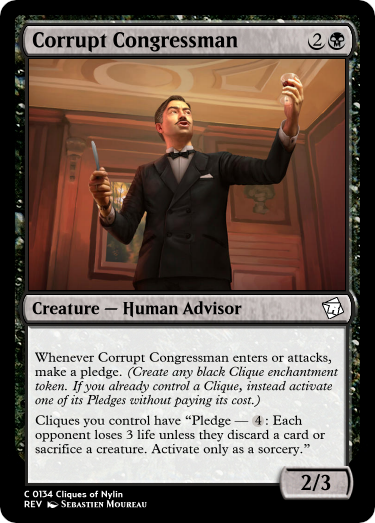 Corrupt Congressman 2
Creature — Human Advisor
Whenever Corrupt Congressman enters or attacks,
make a pledge. (Create any black Clique enchantment
token. If you already control a Clique, instead activate
one of its Pledges without paying its cost.)
Cliques you control have “Pledge — 4: Each
opponent loses 3 life unless they discard a card or
sacrifice a creature. Activate only as a sorcery.”
2/3
C 0134 Cliques of Nylin
REV Sebastien Moureau